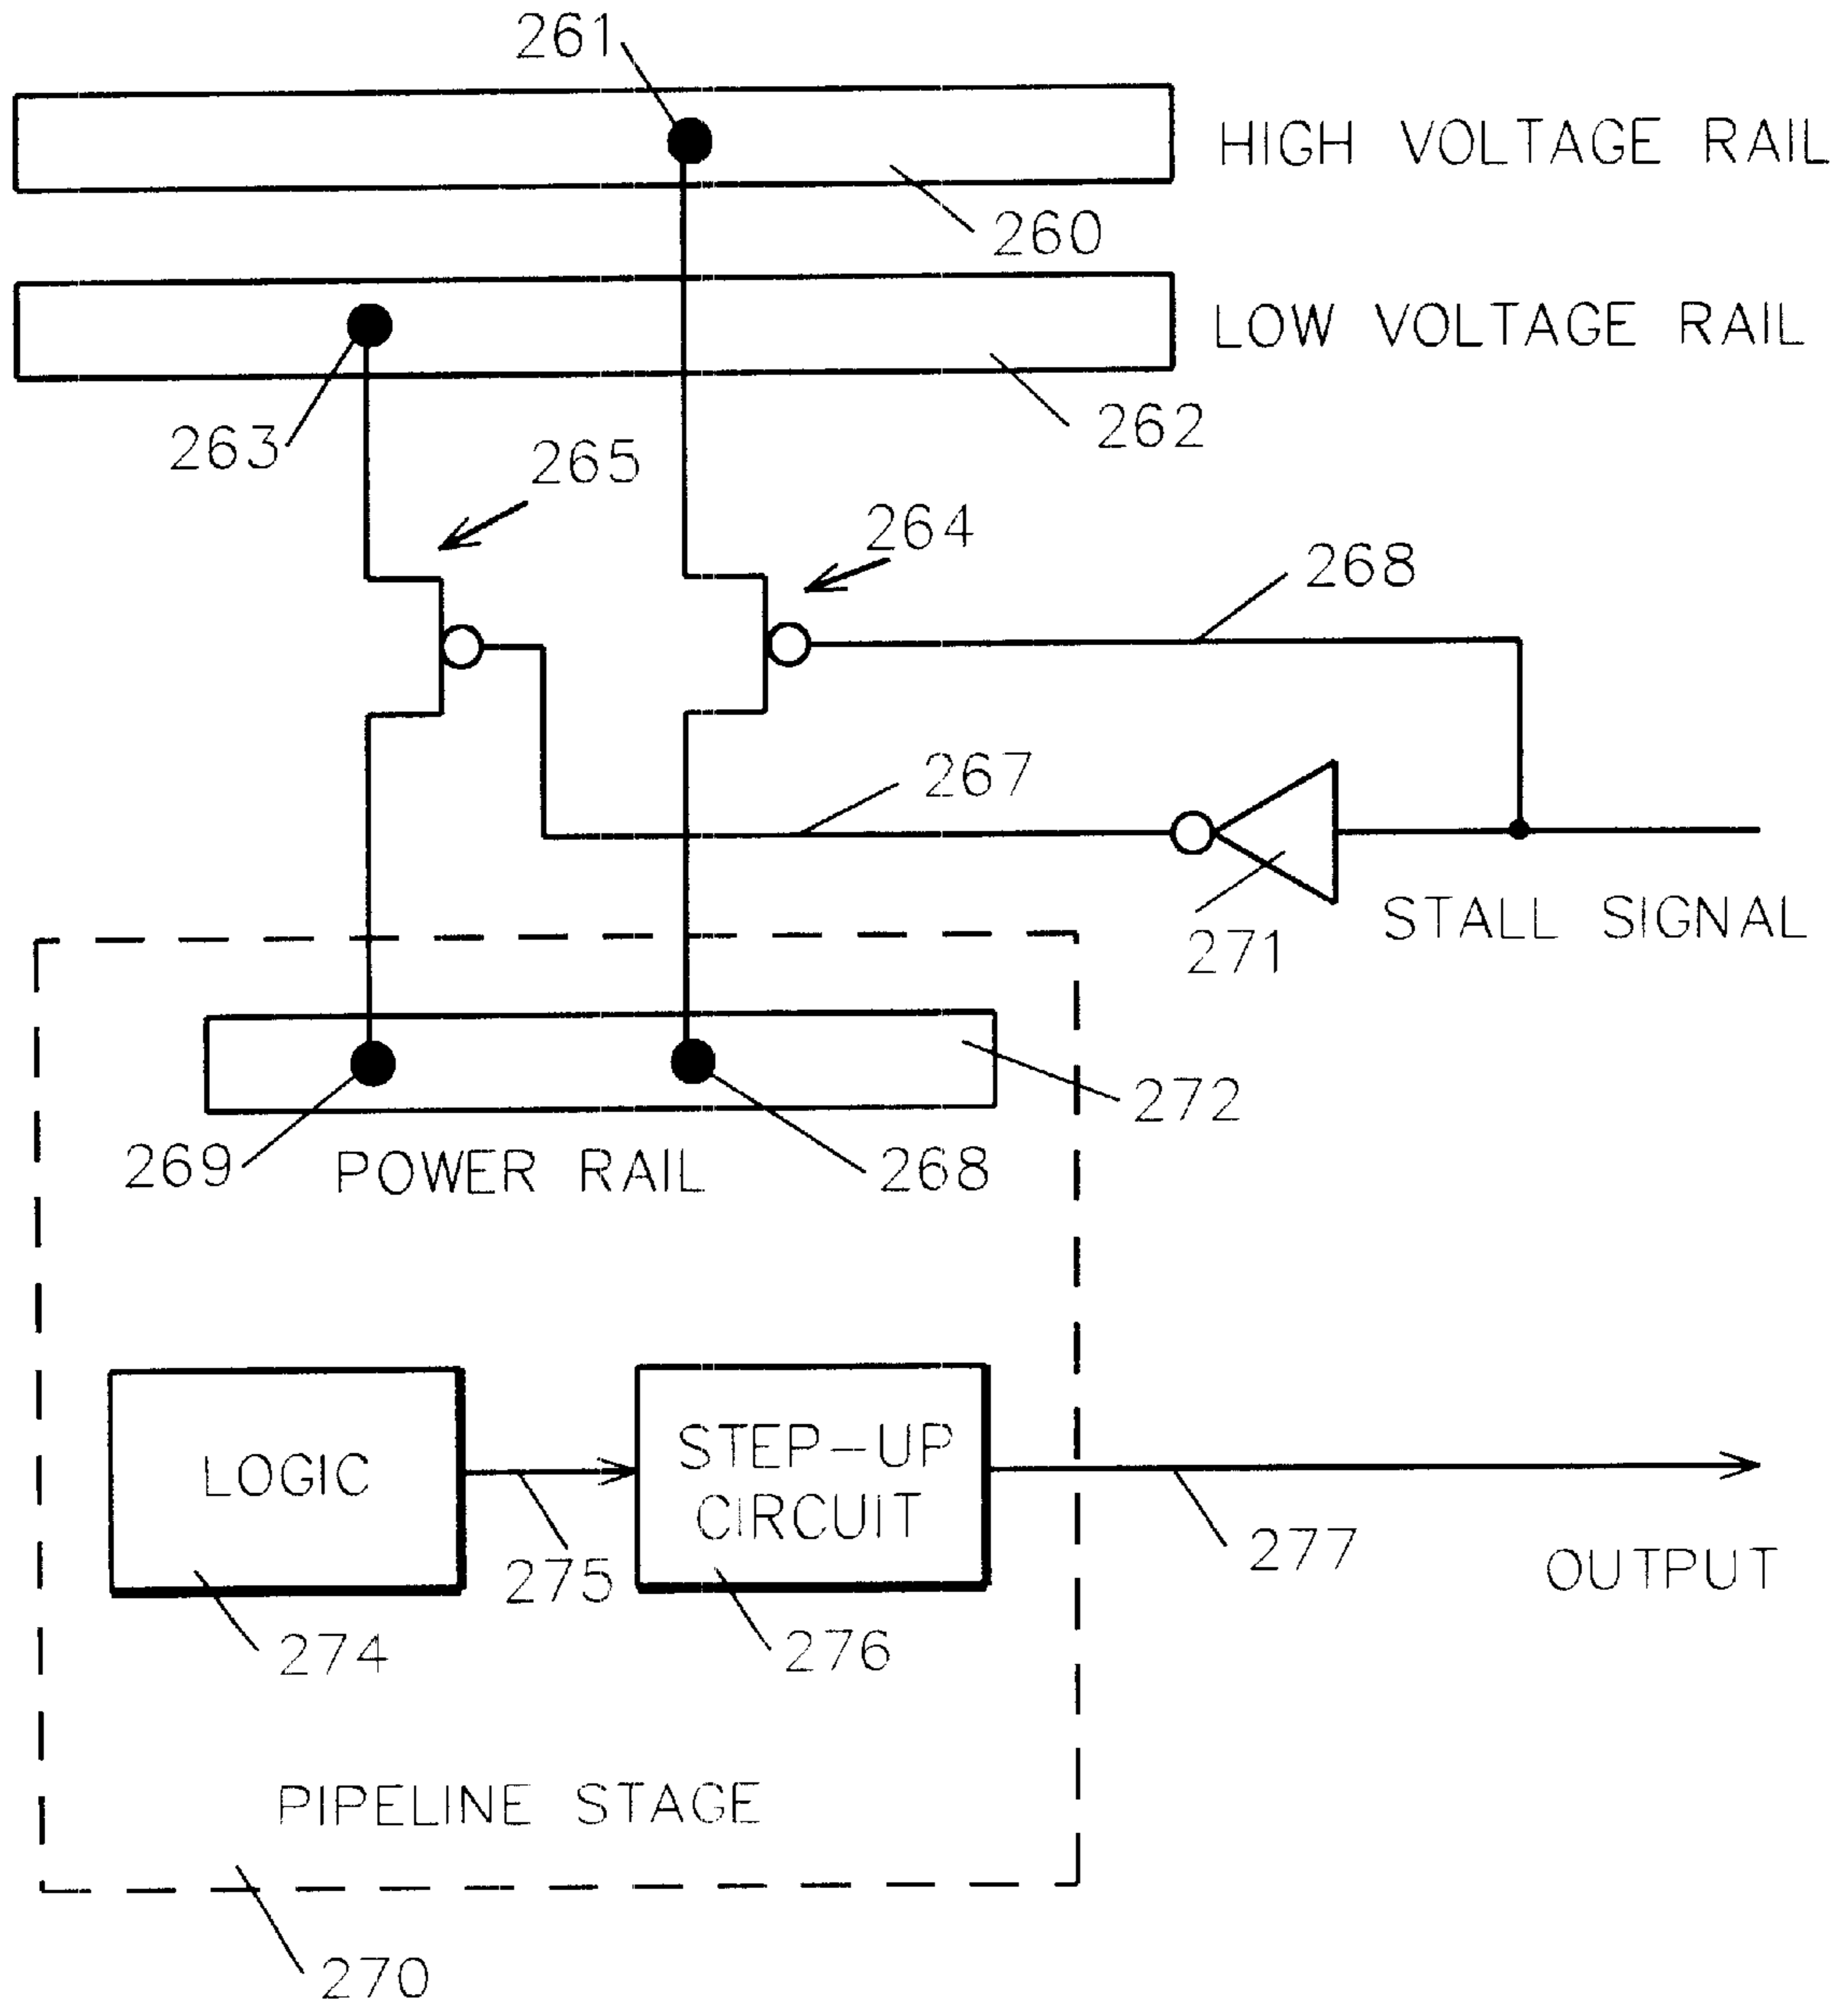 261
HIGH VOLTAGE RAIL
260
LOW VOLTAGE RAIL
263
262
265
264
268
267
271
STALL SIGNAL
272
269
POWER RAIL
268
LOGIC
STEP-UP
CIRCUIT
275
277
OUTPUT
274
276
PIPELINE STAGE
270